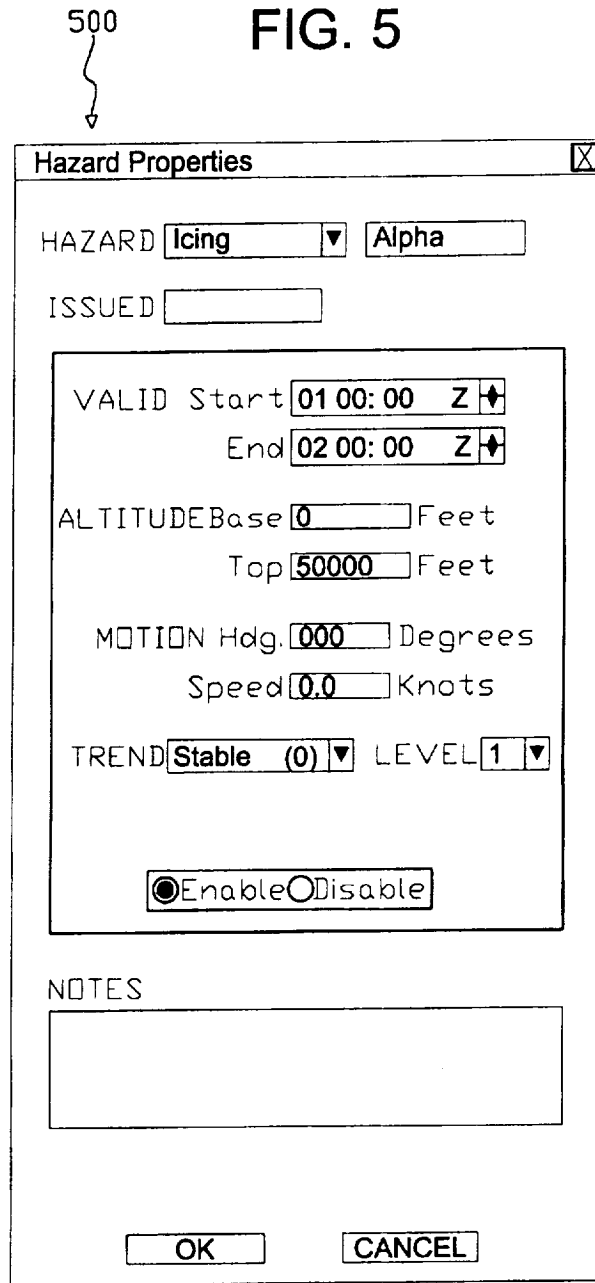 500
FIG. 5
Hazard Properties X
HAZARD Icing Alpha
ISSUED
VALID Start 01 00: 00 Z
End 02 00: 00 Z
ALTITUDE Base 0 Feet
Top 50000 Feet
MOTION Hdg. 000 Degrees
Speed 0.0 Knots
TREND Stable (0) LEVEL 1
Enable Disable
NOTES
OK CANCEL